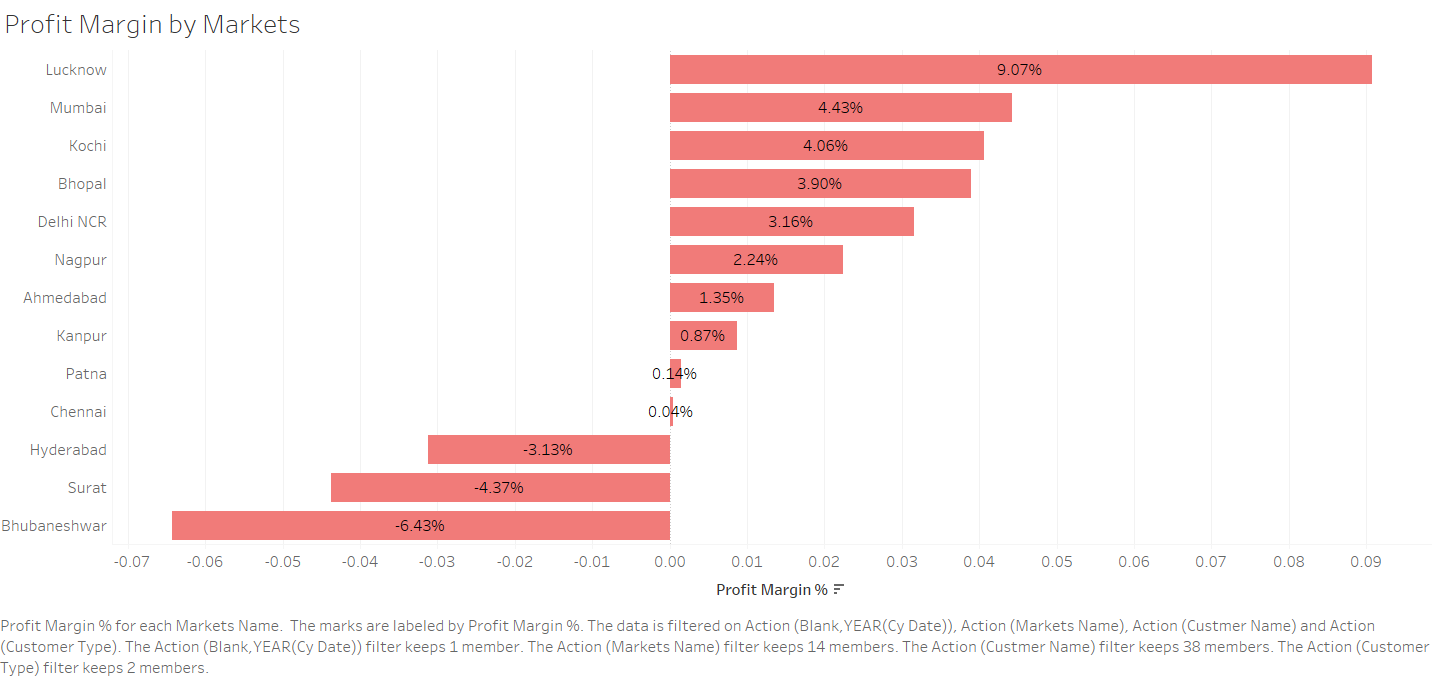 Profit Margin by Markets
Lucknow 9.07%
Mumbai 4.43%
Kochi 4.06%
Bhopal 3.90%
Delhi NCR 3.16%
Nagpur 2.24%
Ahmedabad 1.35%
Kanpur 0.87%
Patna 0.14%
Chennai 0.04%
Hyderabad -3.13%
Surat -4.37%
Bhubaneshwar -6.43%
-0.07 -0.06 -0.05 -0.04 -0.03 -0.02 -0.01 0.00 0.01 0.02 0.03 0.04 0.05 0.06 0.07 0.08 0.09
Profit Margin %
Profit Margin % for each Markets Name.  The marks are labeled by Profit Margin %. The data is filtered on Action (Blank,YEAR(Cy Date)), Action (Markets Name), Action (Custmer Name) and Action
(Customer Type). The Action (Blank,YEAR(Cy Date)) filter keeps 1 member. The Action (Markets Name) filter keeps 14 members. The Action (Custmer Name) filter keeps 38 members. The Action (Customer
Type) filter keeps 2 members.